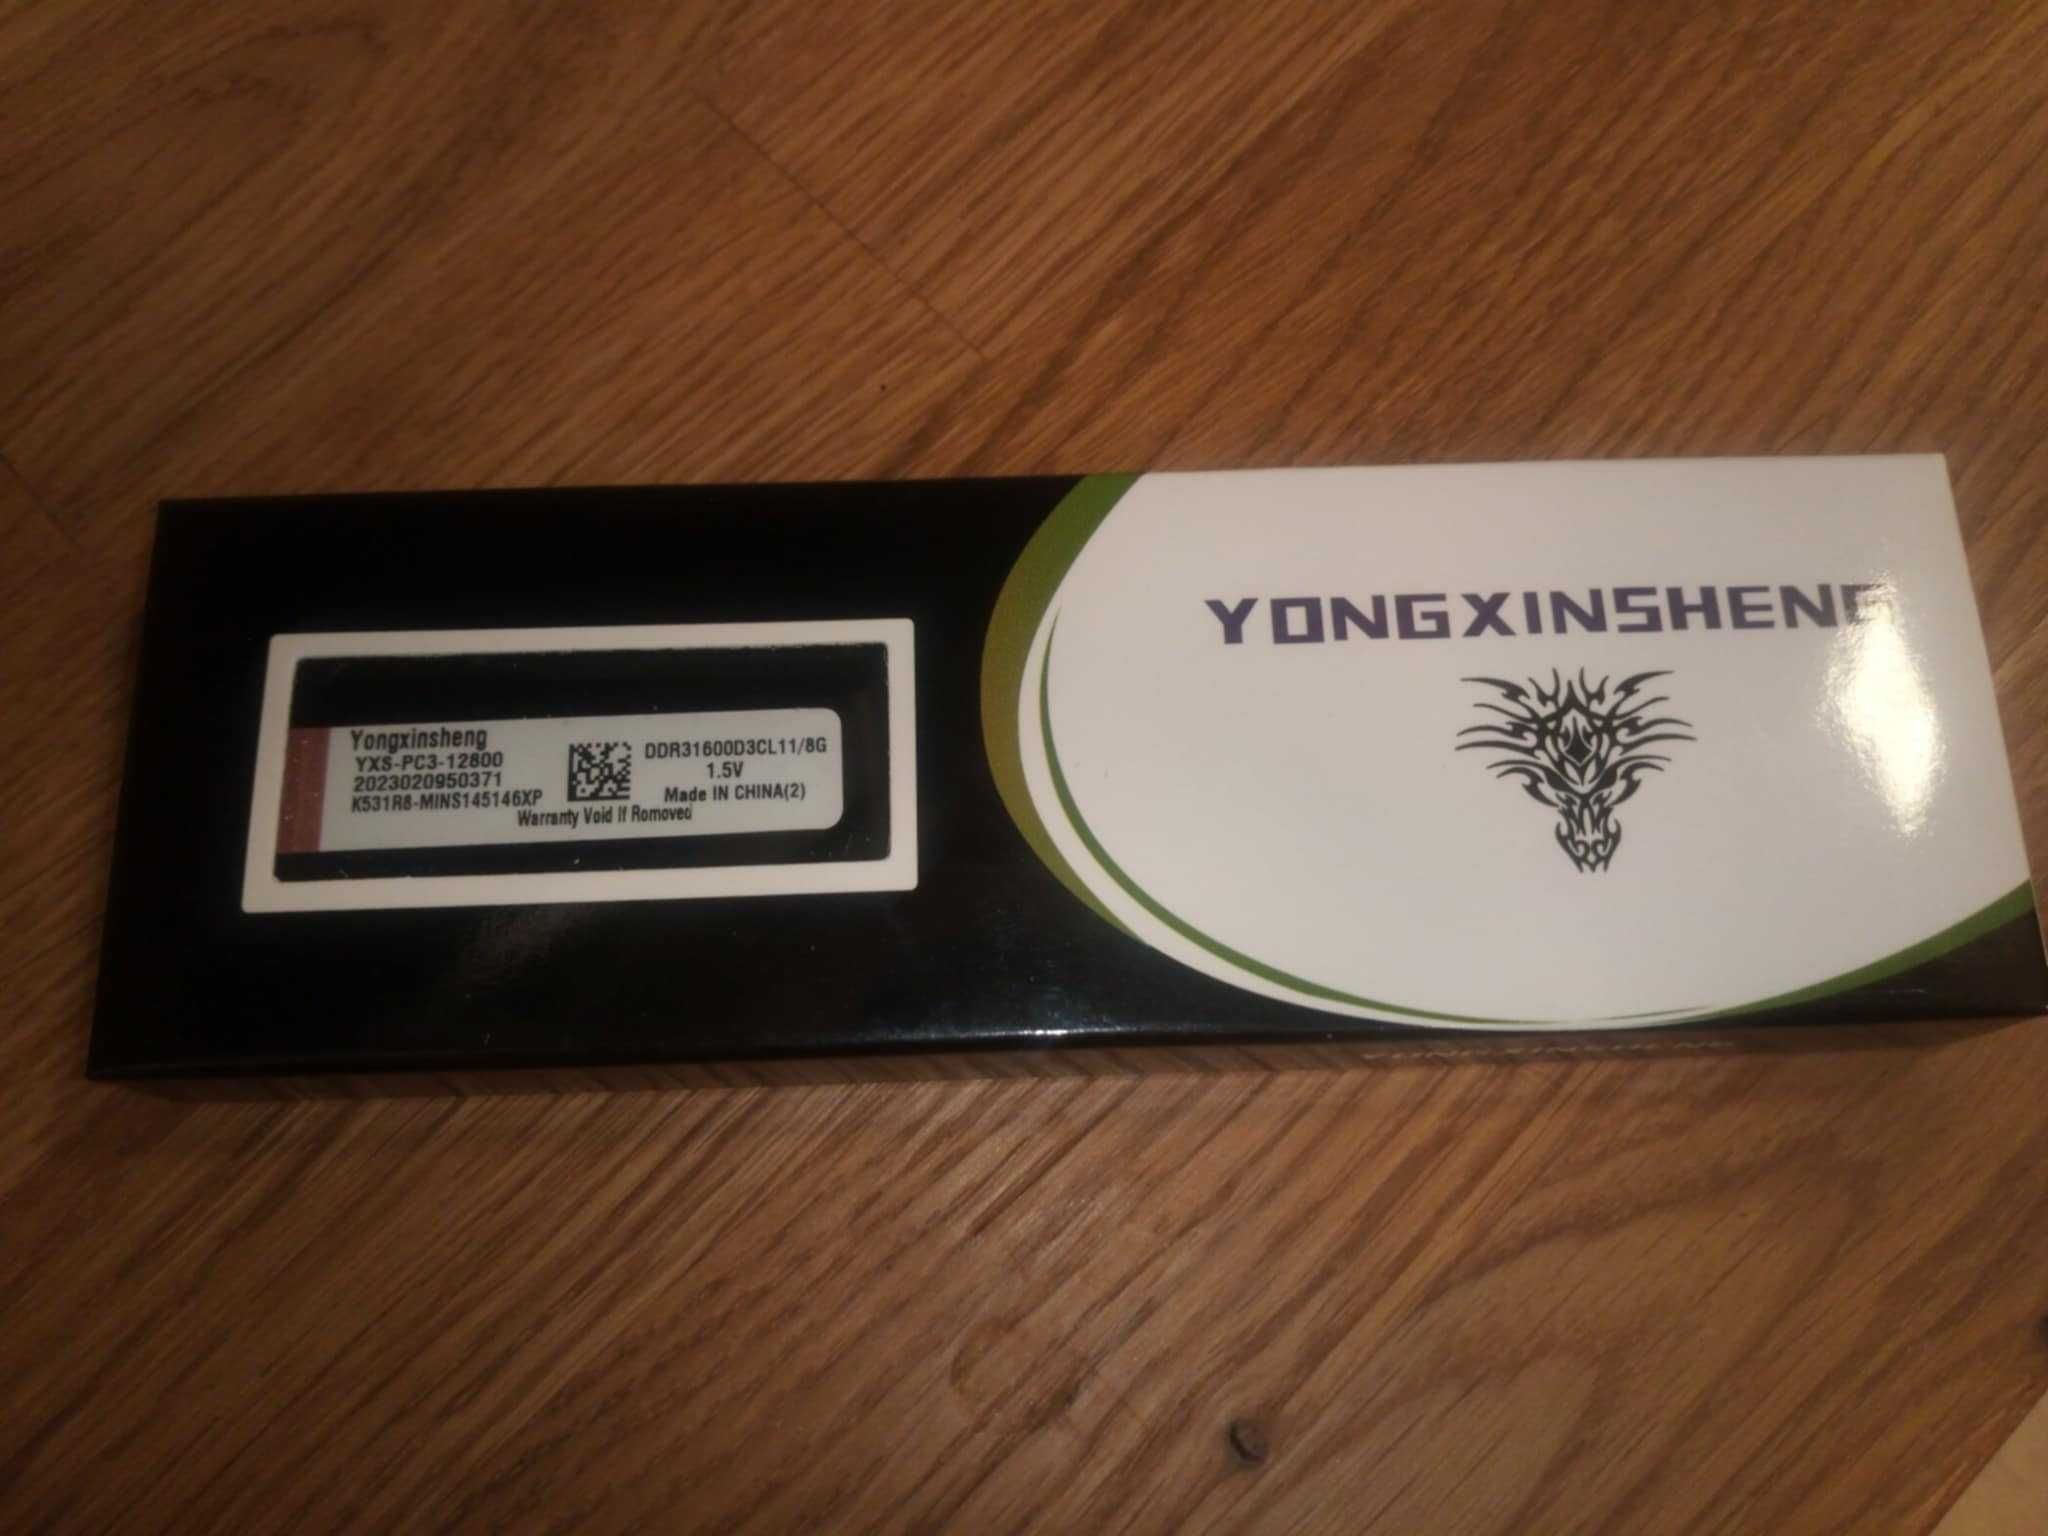 Yongxinsheng
YXS-PC3-12800
2023020950371
K531R8-MINS145146XP
DDR31600D3CL11/8G
1.5V
Made IN CHINA(2)
Warranty Void If Romoved
YONGXINSHENG